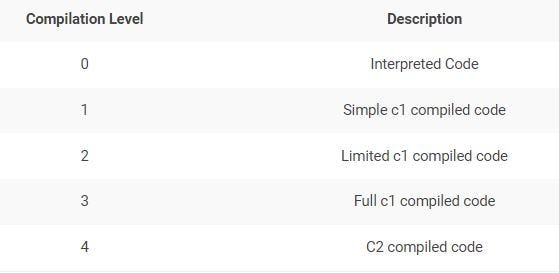 Compilation Level Description
0 Interpreted Code
1 Simple c1 compiled code
2 Limited c1 compiled code
3 Full c1 compiled code
4 C2 compiled code